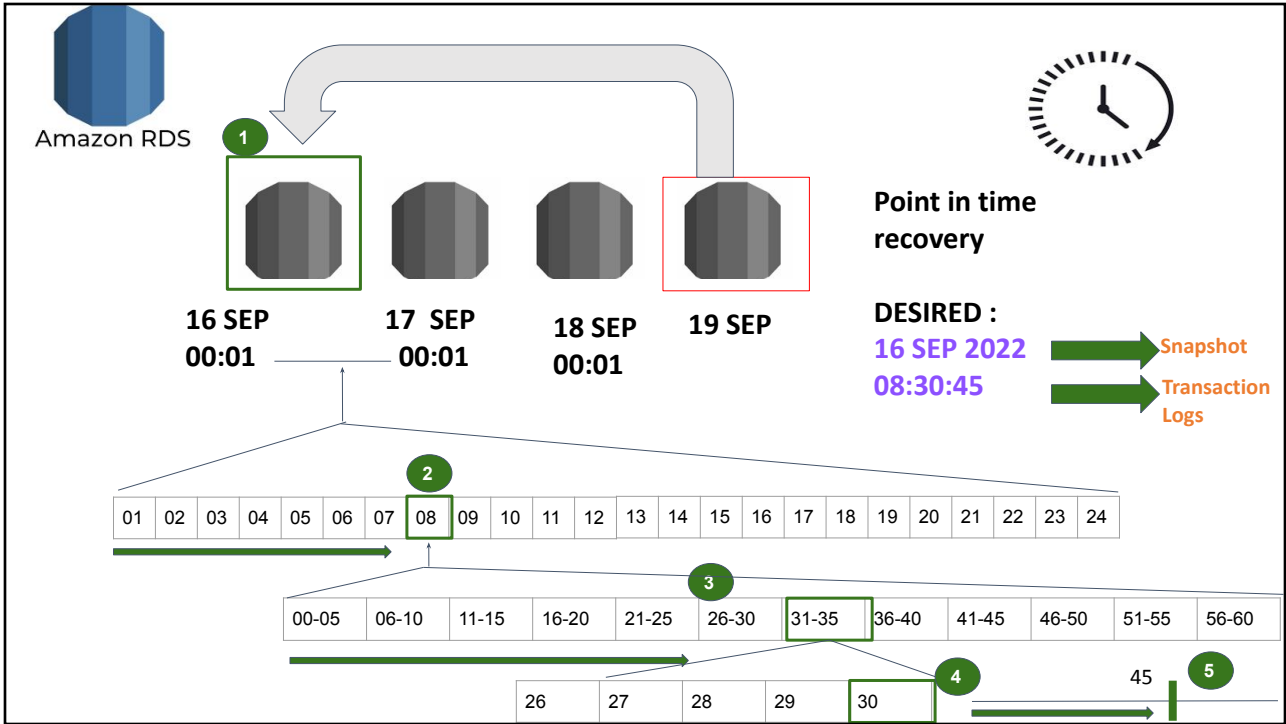 Amazon RDS
1
16 SEP
00:01
17 SEP
00:01
18 SEP
00:01
19 SEP
Point in time
recovery
DESIRED :
16 SEP 2022
08:30:45
Snapshot
Transaction
Logs
2
01 02 03 04 05 06 07 08 09 10 11 12 13 14 15 16 17 18 19 20 21 22 23 24
3
00-05 06-10 11-15 16-20 21-25 26-30 31-35 36-40 41-45 46-50 51-55 56-60
4
45
5
26 27 28 29 30